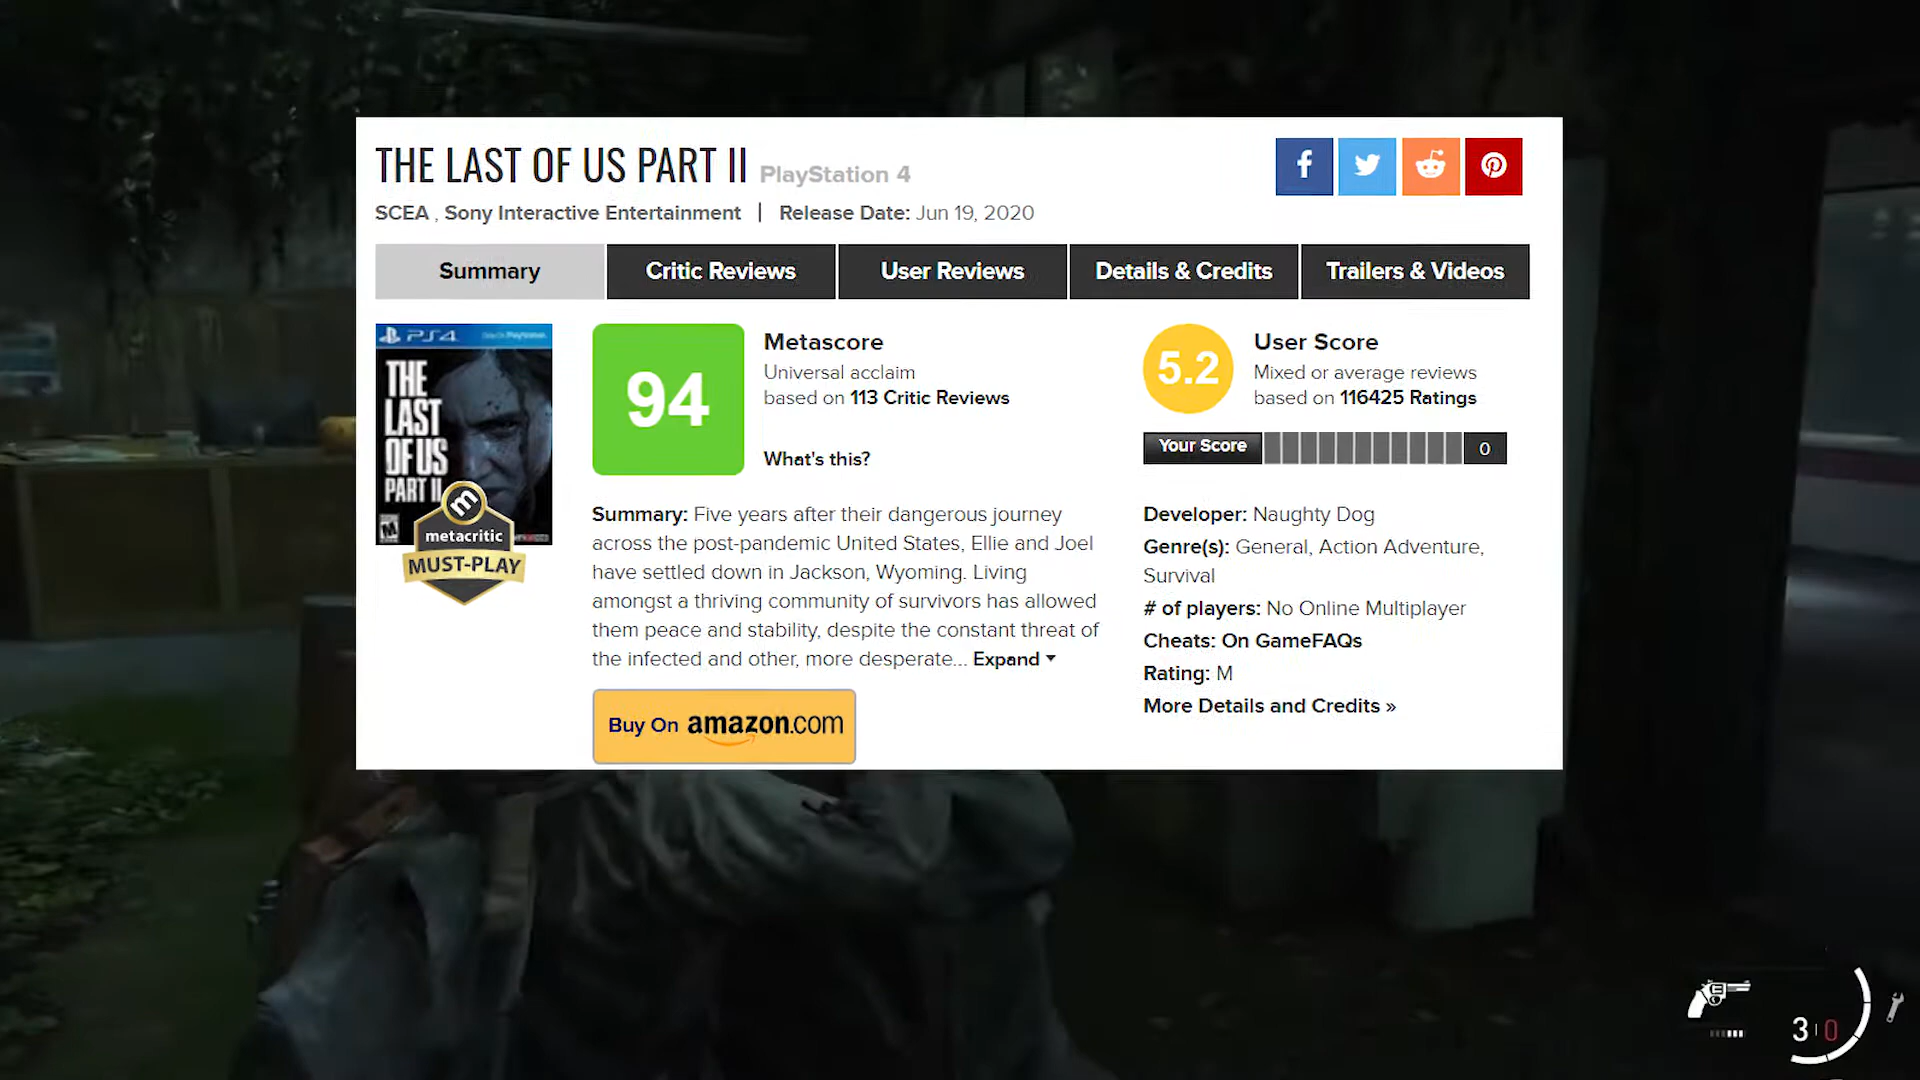 THE LAST OF US PART II PlayStation 4
SCEA , Sony Interactive Entertainment | Release Date: Jun 19, 2020
Summary
Critic Reviews
User Reviews
Details & Credits
Trailers & Videos
PS4
THE
LAST
OF US
PART II
M
metacritic
MUST-PLAY
94
Metascore
Universal acclaim
based on 113 Critic Reviews
What's this?
5.2
User Score
Mixed or average reviews
based on 116425 Ratings
Your Score
0
Summary: Five years after their dangerous journey
across the post-pandemic United States, Ellie and Joel
have settled down in Jackson, Wyoming. Living
amongst a thriving community of survivors has allowed
them peace and stability, despite the constant threat of
the infected and other, more desperate... Expand
Buy On amazon.com
Developer: Naughty Dog
Genre(s): General, Action Adventure,
Survival
# of players: No Online Multiplayer
Cheats: On GameFAQs
Rating: M
More Details and Credits »
3 | 0